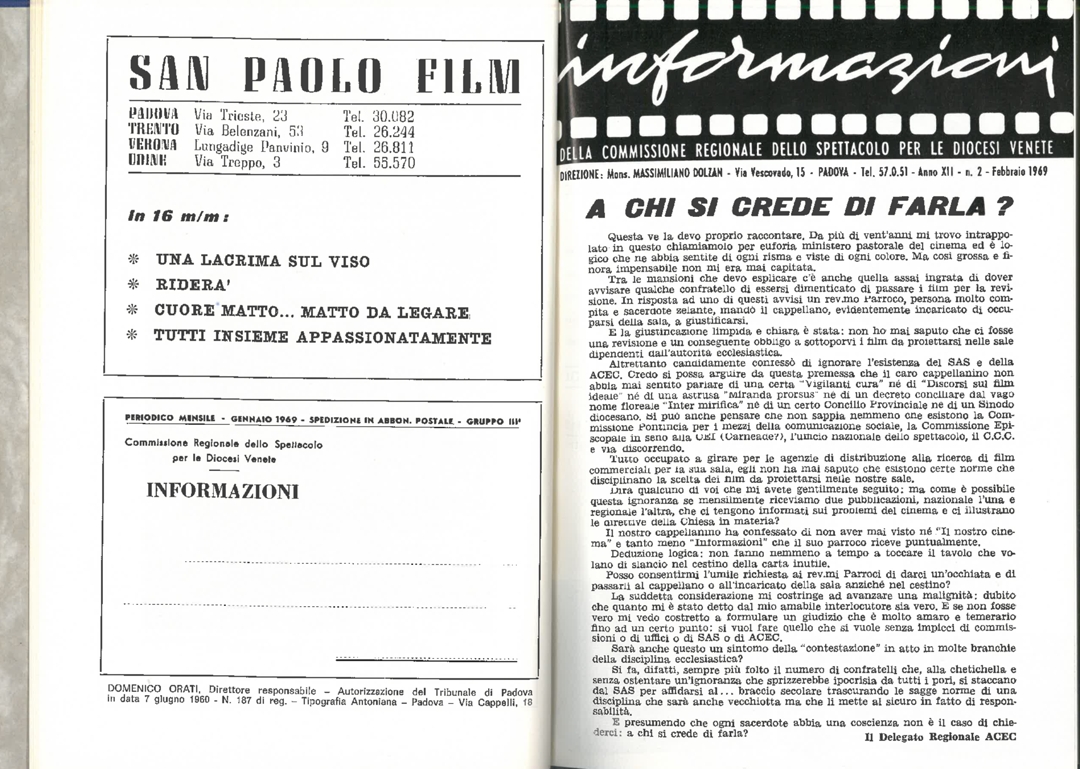 SAN PAOLO FILM
PADOVA Via Trieste, 23 Tel. 30.082
TRENTO Via Belenzani, 53 Tel. 26.244
VERONA Lungadige Panvinio, 9 Tel. 26.811
UDINE Via Treppo, 3 Tel. 55.570
In 16 m/m:
UNA LACRIMA SUL VISO
RIDERA'
CUORE MATTO... MATTO DA LEGARE
TUTTI INSIEME APPASSIONATAMENTE
PERIODICO MENSILE - GENNAIO 1969 - SPEDIZIONE IN ABBON. POSTALE - GRUPPO III°
Commissione Regionale dello Spettacolo
per le Diocesi Venete
INFORMAZIONI
DOMENICO ORATI, Direttore responsabile – Autorizzazione del Tribunale di Padova
in data 7 giugno 1960 - N. 187 di reg. – Tipografia Antoniana – Padova - Via Cappelli, 18
informazioni
DELLA COMMISSIONE REGIONALE DELLO SPETTACOLO PER LE DIOCESI VENETE
DIREZIONE: Mons. MASSIMILIANO DOLZAN - Via Vescovado, 15 - PADOVA - Tel. 57.0.51 - Anno XII - n. 2 - Febbraio 1969
A CHI SI CREDE DI FARLA?
Questa ve la devo proprio raccontare. Da più di vent'anni mi trovo intrappo-
lato in questo chiamiamolo per euforia ministero pastorale del cinema ed è lo-
gico che ne abbia sentite di ogni risma e viste di ogni colore. Ma così grossa e fi-
nora impensabile non mi era mai capitata.
Tra le mansioni che devo esplicare c'è anche quella assai ingrata di dover
avvisare qualche confratello di essersi dimenticato di passare i film per la revi-
sione. In risposta ad uno di questi avvisi un rev.mo Parroco, persona molto com-
pita e sacerdote zelante, mandò il cappellano, evidentemente incaricato di occu-
parsi della sala, a giustificarsi.
E la giustificazione limpida e chiara è stata: non ho mai saputo che ci fosse
una revisione e un conseguente obbligo a sottoporvi i film da proiettarsi nelle sale
dipendenti dall'autorità ecclesiastica.
Altrettanto candidamente confessò di ignorare l'esistenza del SAS e della
ACEC. Credo si possa arguire da questa premessa che il caro cappellanino non
abbia mai sentito parlare di una certa "Vigilanti cura" né di "Discorsi sul film
ideale" né di una astrusa "Miranda prorsus" né di un decreto conciliare dal vago
nome floreale "Inter mirifica" né di un certo Concilio Provinciale né di un Sinodo
diocesano. Si può anche pensare che non sappia nemmeno che esistono la Com-
missione Pontificia per i mezzi della comunicazione sociale, la Commissione Epi-
scopale in seno alla CEI (Carneade?), l'ufficio nazionale dello spettacolo, il C.C.C.
e via discorrendo.
Tutto occupato a girare per le agenzie di distribuzione alla ricerca di film
commerciali per la sua sala, egli non ha mai saputo che esistono certe norme che
disciplinano la scelta dei film da proiettarsi nelle nostre sale.
Dirà qualcuno di voi che mi avete gentilmente seguito: ma come è possibile
questa ignoranza se mensilmente riceviamo due pubblicazioni, nazionale l'una e
regionale l'altra, che ci tengono informati sui problemi del cinema e ci illustrano
le direttive della Chiesa in materia?
Il nostro cappellanino ha confessato di non aver mai visto né "Il nostro cine-
ma" e tanto meno "Informazioni" che il suo parroco riceve puntualmente.
Deduzione logica: non fanno nemmeno a tempo a toccare il tavolo che vo-
lano di slancio nel cestino della carta inutile.
Posso consentirmi l'umile richiesta ai rev.mi Parroci di darci un'occhiata e di
passarli al cappellano o all'incaricato della sala anziché nel cestino?
La suddetta considerazione mi costringe ad avanzare una malignità: dubito
che quanto mi è stato detto dal mio amabile interlocutore sia vero. E se non fosse
vero mi vedo costretto a formulare un giudizio che è molto amaro e temerario
fino ad un certo punto: si vuol fare quello che si vuole senza impicci di commis-
sioni o di uffici o di SAS o di ACEC.
Sarà anche questo un sintomo della "contestazione" in atto in molte branchie
della disciplina ecclesiastica?
Si fa, difatti, sempre più folto il numero di confratelli che, alla chetichella e
senza ostentare un'ignoranza che sprizzerebbe ipocrisia da tutti i pori, si staccano
dal SAS per affidarsi al... braccio secolare trascurando le sagge norme di una
disciplina che sarà anche vecchiotta ma che li mette al sicuro in fatto di respon-
sabilità.
E presumendo che ogni sacerdote abbia una coscienza non è il caso di chie-
derci: a chi si crede di farla?
Il Delegato Regionale ACEC